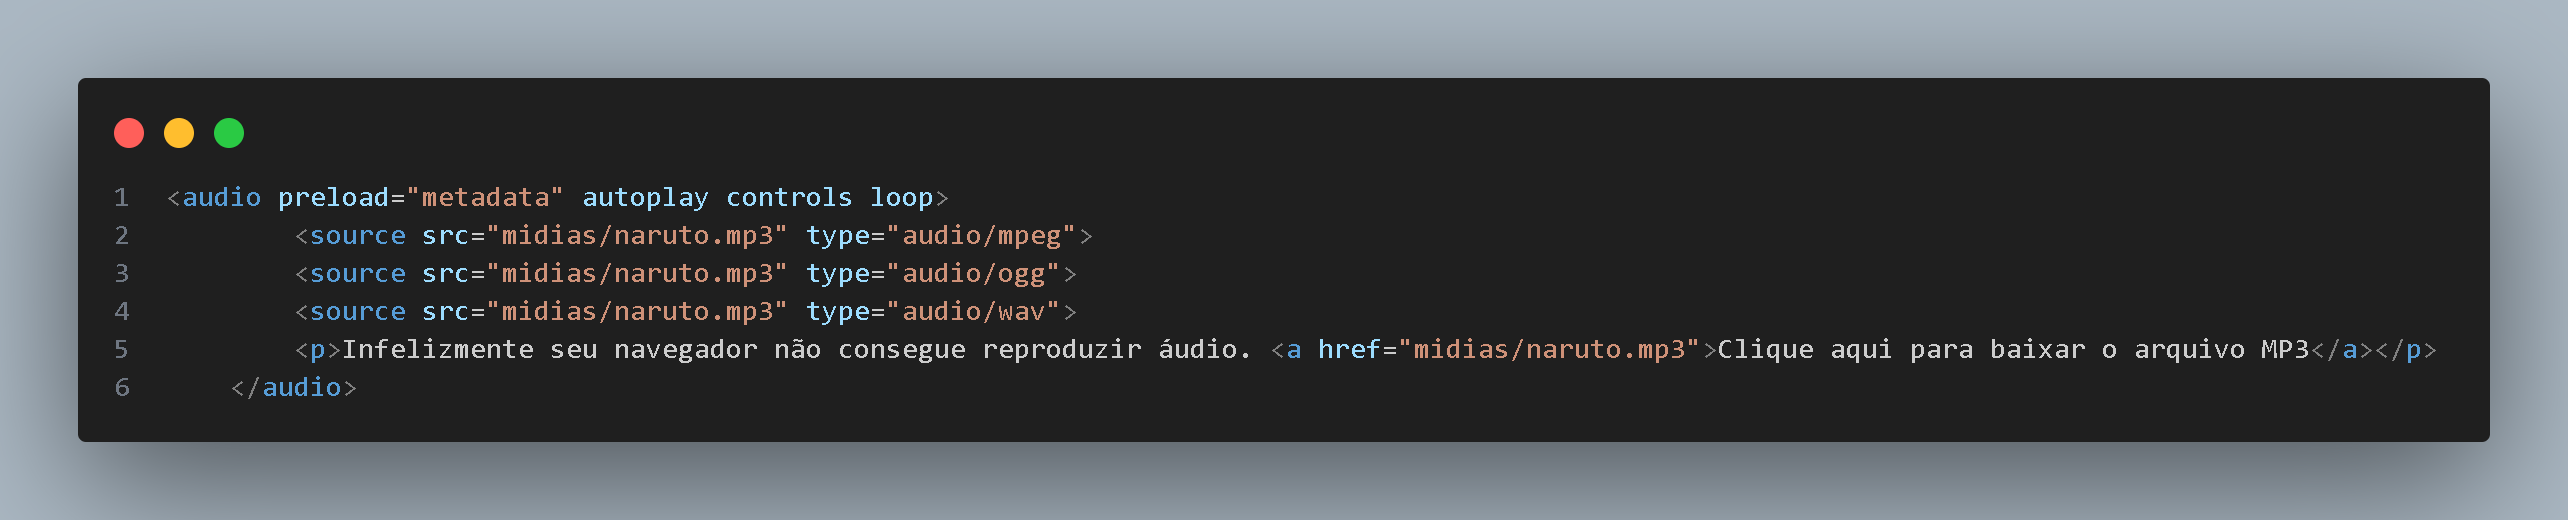 1 <audio preload="metadata" autoplay controls loop>
2 <source src="midias/naruto.mp3" type="audio/mpeg">
3 <source src="midias/naruto.mp3" type="audio/ogg">
4 <source src="midias/naruto.mp3" type="audio/wav">
5 <p>Infelizmente seu navegador não consegue reproduzir áudio. <a href="midias/naruto.mp3">Clique aqui para baixar o arquivo MP3</a></p>
6 </audio>